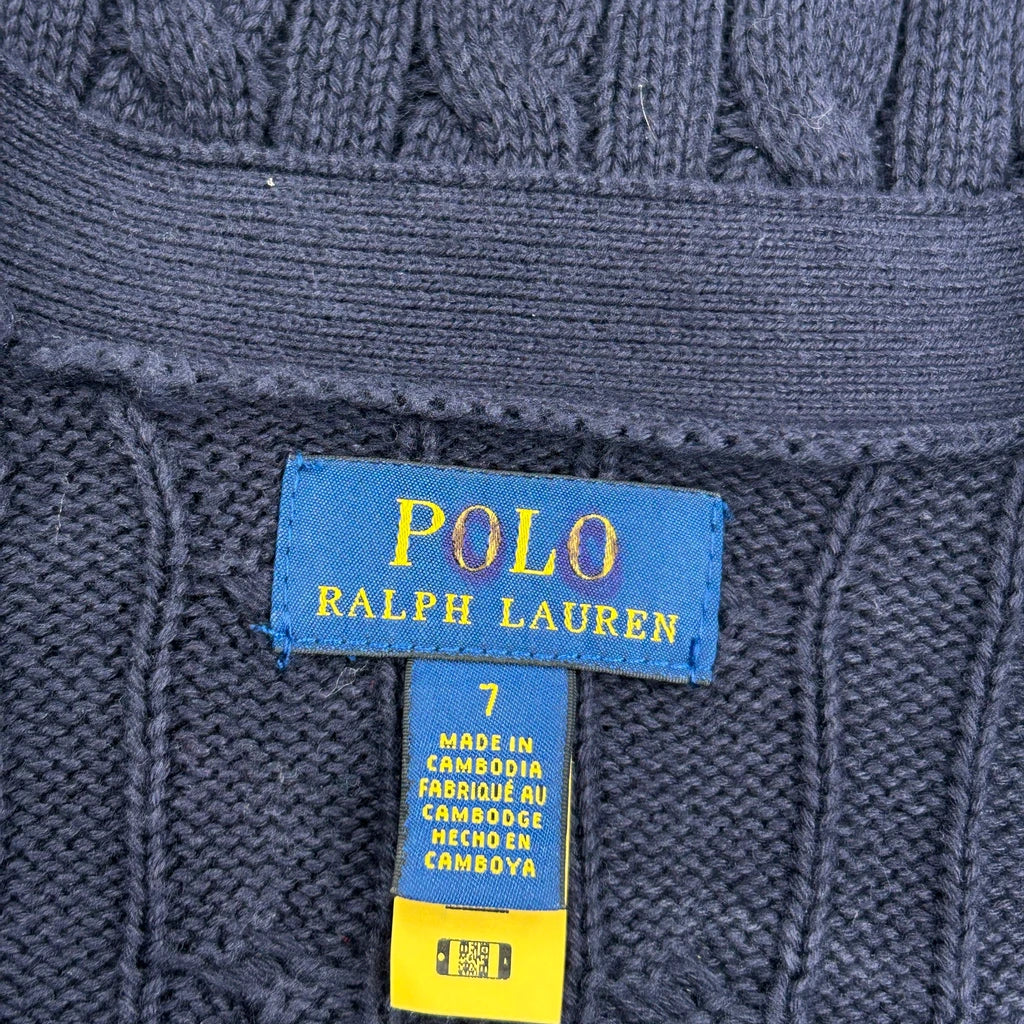 POLO
RALPH LAUREN
7
MADE IN
CAMBODIA
FABRIQUÉ AU
CAMBODGE
HECHO EN
CAMBOYA